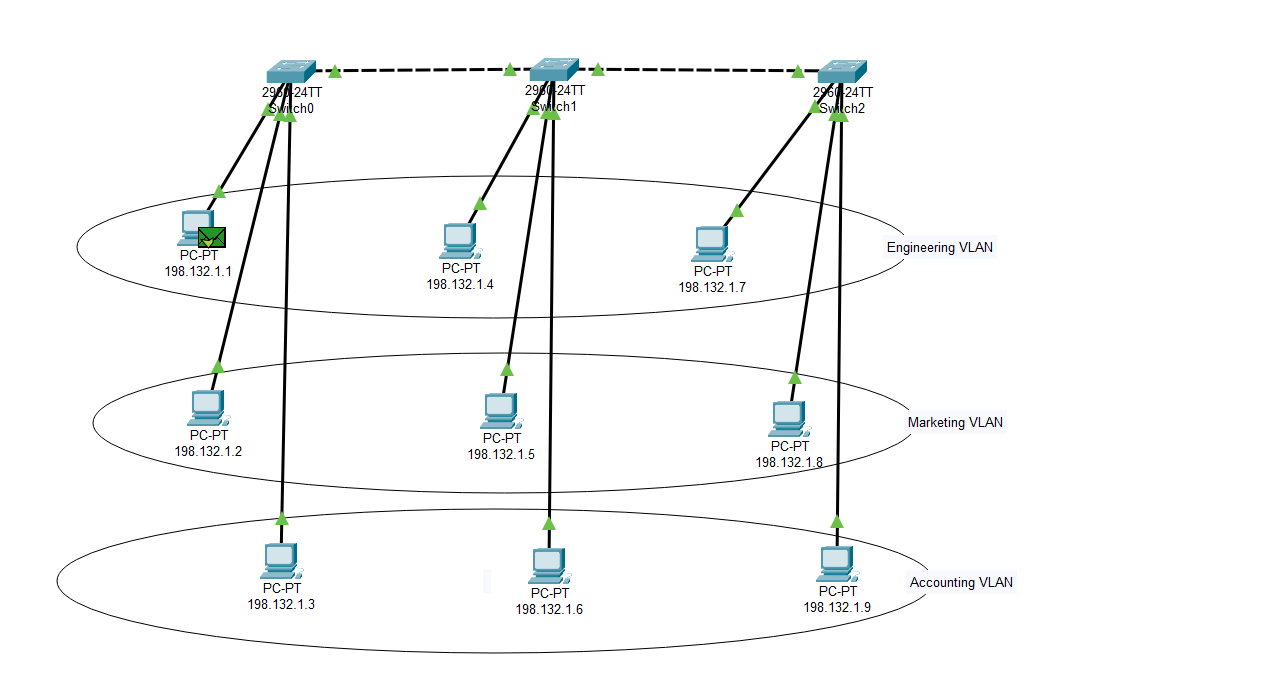 2960-24TT
Switch0
2960-24TT
Switch1
2960-24TT
Switch2
PC-PT
198.132.1.1
PC-PT
198.132.1.4
PC-PT
198.132.1.7
Engineering VLAN
PC-PT
198.132.1.2
PC-PT
198.132.1.5
PC-PT
198.132.1.8
Marketing VLAN
PC-PT
198.132.1.3
PC-PT
198.132.1.6
PC-PT
198.132.1.9
Accounting VLAN